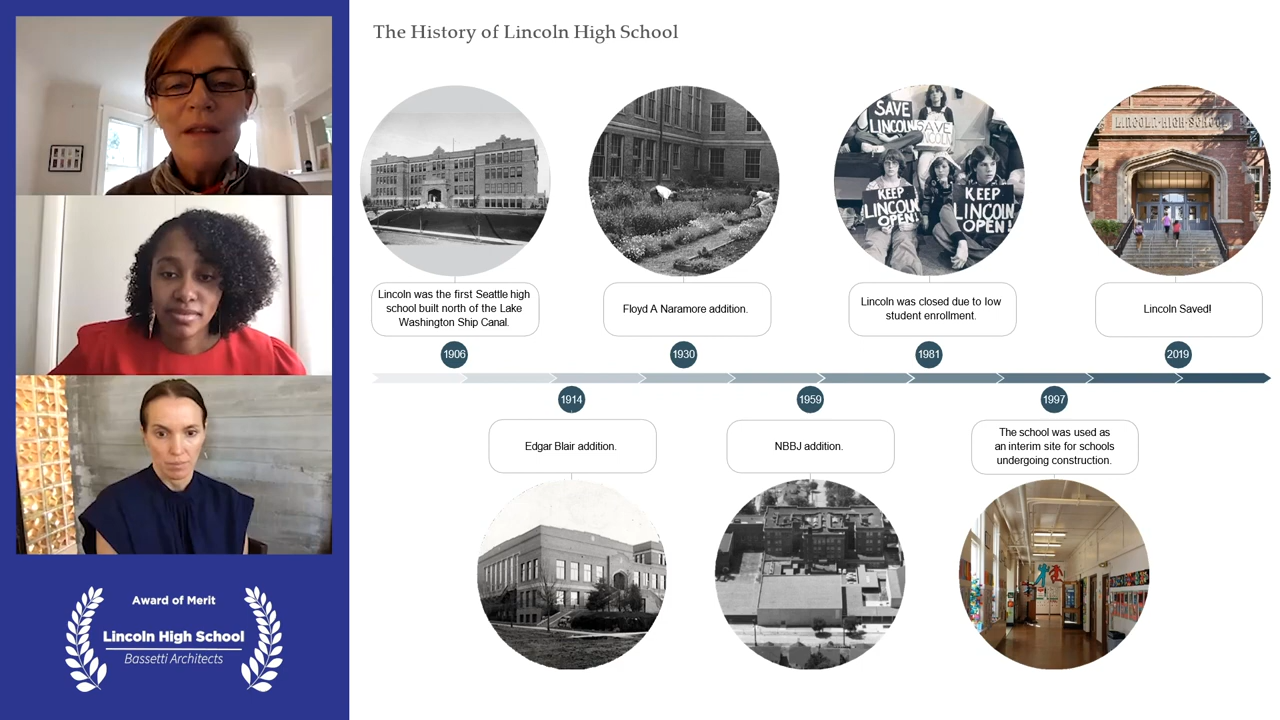 The History of Lincoln High School
SAVE
LINCOLN
SAVE
LINCOLN
KEEP
LINCOLN
OPEN!
KEEP
LINCOLN
OPEN!
LINCOLN·HIGH·SCHOOL
Lincoln was the first Seattle high
school built north of the Lake
Washington Ship Canal.
Floyd A Naramore addition.
Lincoln was closed due to low
student enrollment.
Lincoln Saved!
1906
1930
1981
2019
1914
1959
1997
Edgar Blair addition.
NBBJ addition.
The school was used as
an interim site for schools
undergoing construction.
Award of Merit
Lincoln High School
Bassetti Architects